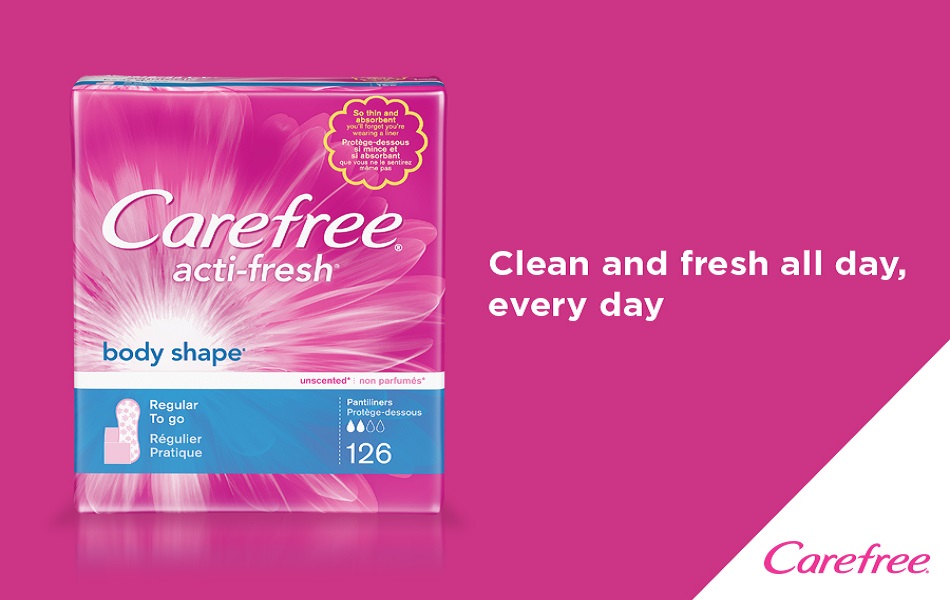 So thin and
absorbent
you'll forget you're
wearing a liner
Protège-dessous
si mince et
si absorbant
que vous ne le sentirez
même pas
Carefree®
acti-fresh®
body shape*
unscented* | non parfumés*
Regular
To go
Régulier
Pratique
Pantiliners
Protège-dessous
126
Clean and fresh all day,
every day
Carefree®